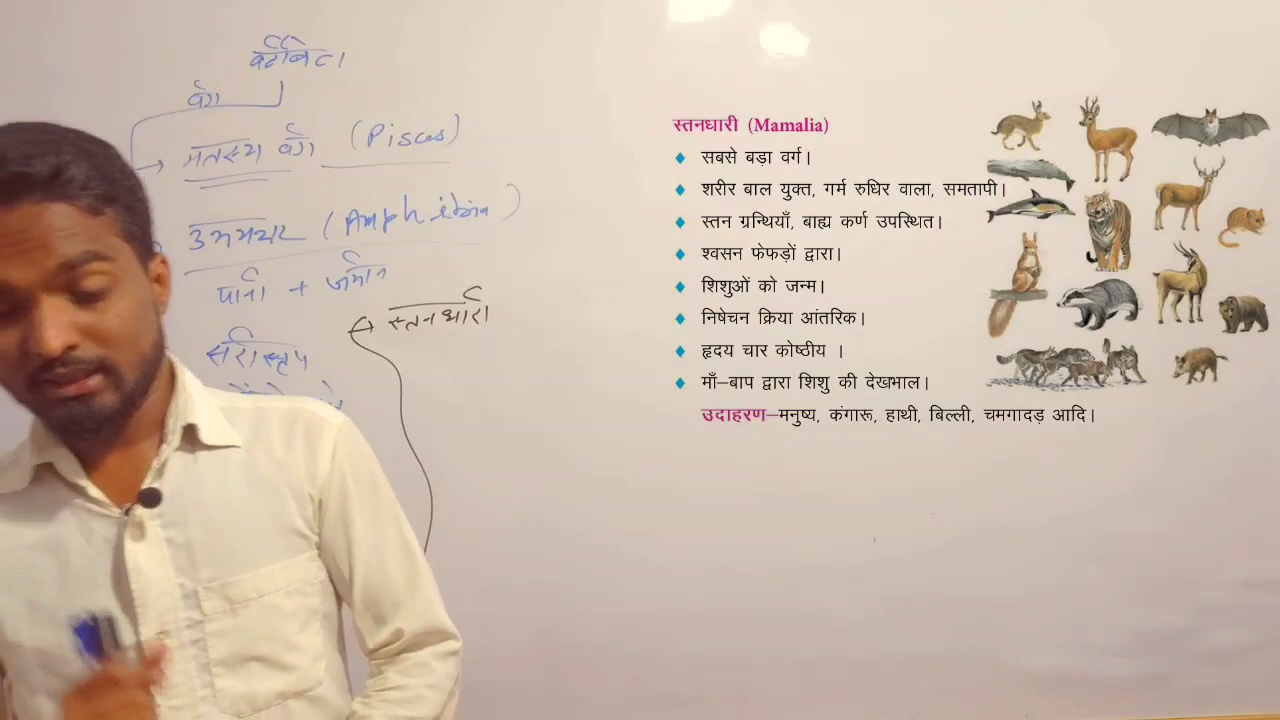 वर्टीब्रेटा
वर्ग
मत्स्य वर्ग (Pisces)
उभयचर (Amphibia)
पानी + जमीन
सरीसृप
स्तनधारी
स्तनधारी (Mamalia)
सबसे बड़ा वर्ग।
शरीर बाल युक्त, गर्म रुधिर वाला, समतापी।
स्तन ग्रन्थियाँ, बाह्य कर्ण उपस्थित।
श्वसन फेफड़ों द्वारा।
शिशुओं को जन्म।
निषेचन क्रिया आंतरिक।
हृदय चार कोष्ठीय ।
माँ–बाप द्वारा शिशु की देखभाल।
उदाहरण–मनुष्य, कंगारू, हाथी, बिल्ली, चमगादड़ आदि।